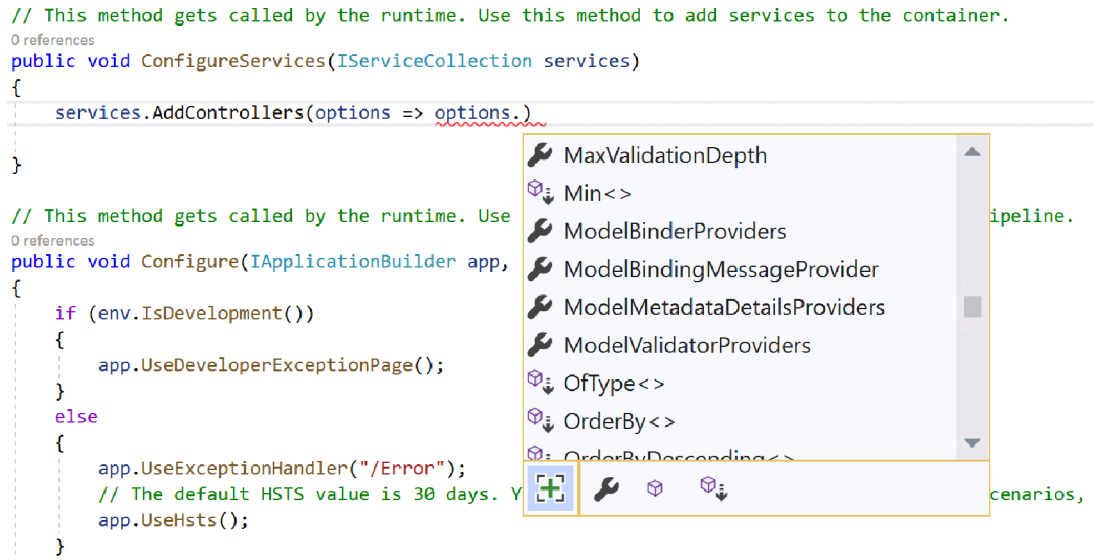 // This method gets called by the runtime. Use this method to add services to the container.
0 references
public void ConfigureServices(IServiceCollection services)
{
services.AddControllers(options => options.)
}
// This method gets called by the runtime. Use
0 references
public void Configure(IApplicationBuilder app,
{
if (env.IsDevelopment())
{
app.UseDeveloperExceptionPage();
}
else
{
app.UseExceptionHandler("/Error");
// The default HSTS value is 30 days.
app.UseHsts();
}
MaxValidationDepth
Min<>
ModelBinderProviders
ModelBindingMessageProvider
ModelMetadataDetailsProviders
ModelValidatorProviders
OfType<>
OrderBy<>
OrderByDescending<>
ipeline.
cenarios,